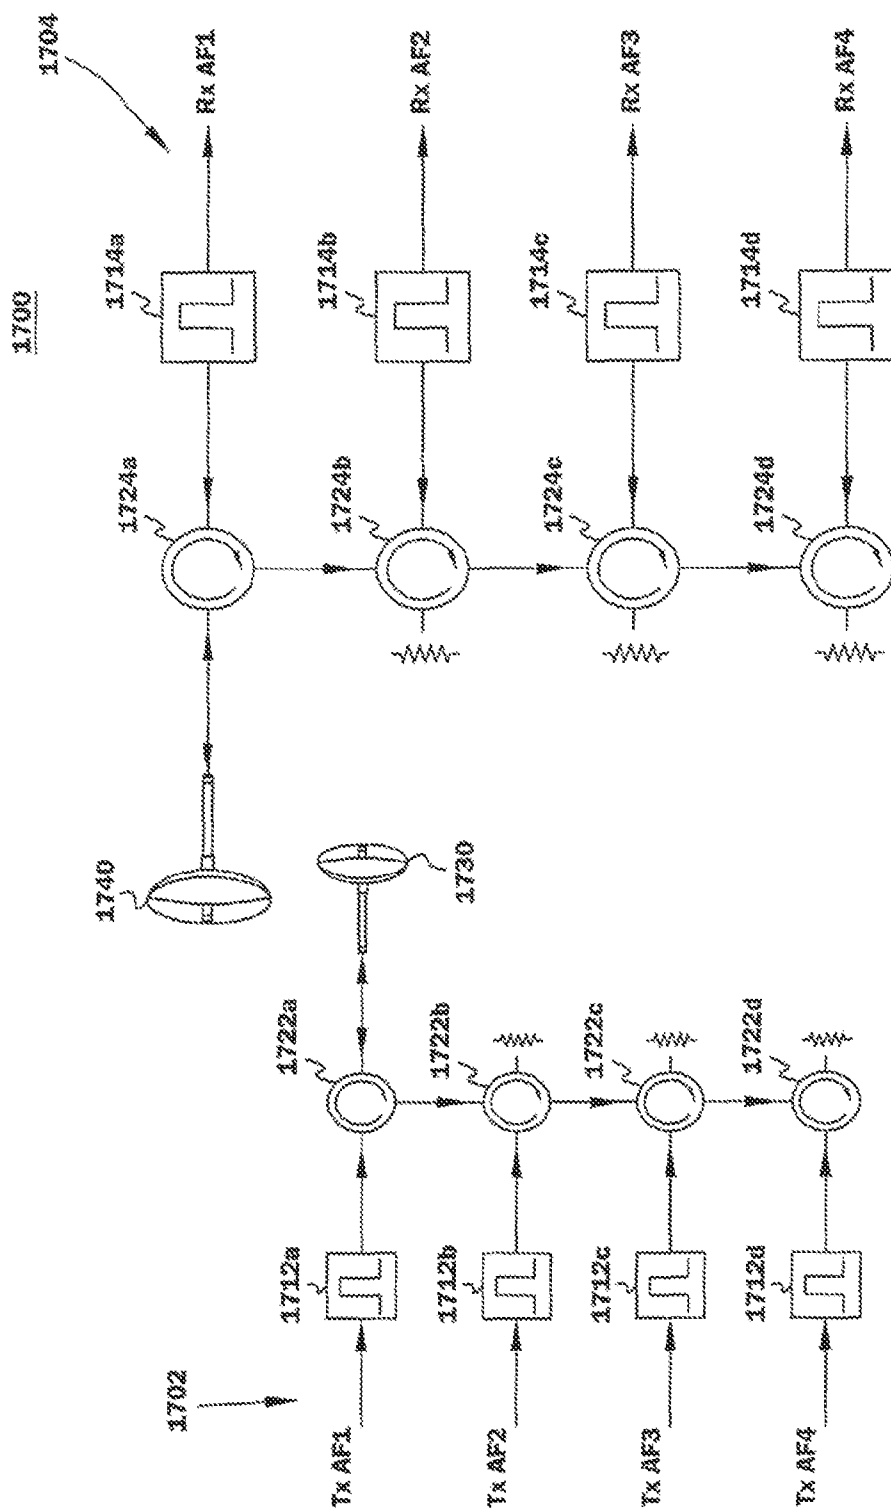 1700
1704
Rx AF1
Rx AF2
Rx AF3
Rx AF4
1714a
1714b
1714c
1714d
1724a
1724b
1724c
1724d
1740
1730
1722a
1722b
1722c
1722d
1712a
1712b
1712c
1712d
1702
Tx AF1
Tx AF2
Tx AF3
Tx AF4